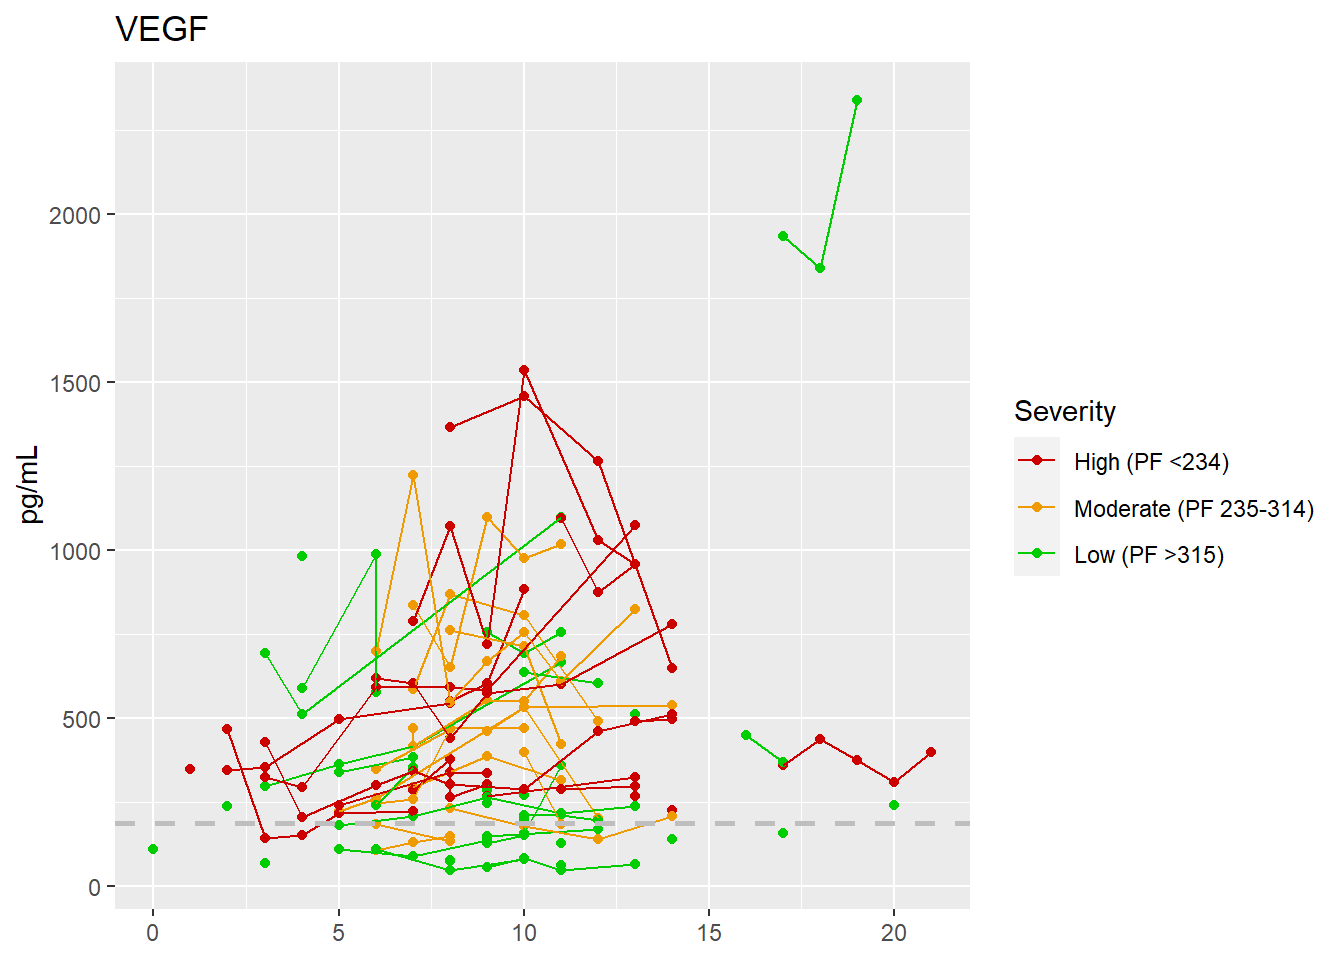 VEGF
2000
1500
1000
500
0
pg/mL
0 5 10 15 20
Severity
High (PF <234)
Moderate (PF 235-314)
Low (PF >315)